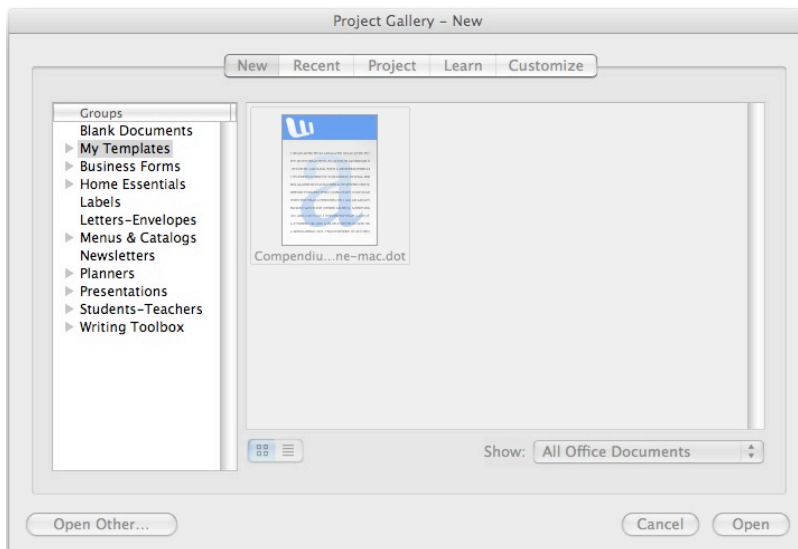 Project Gallery – New
New Recent Project Learn Customize
Groups
Blank Documents
My Templates
Business Forms
Home Essentials
Labels
Letters–Envelopes
Menus & Catalogs
Newsletters
Planners
Presentations
Students–Teachers
Writing Toolbox
Compendiu...ne-mac.dot
Show: All Office Documents
Open Other... Cancel Open